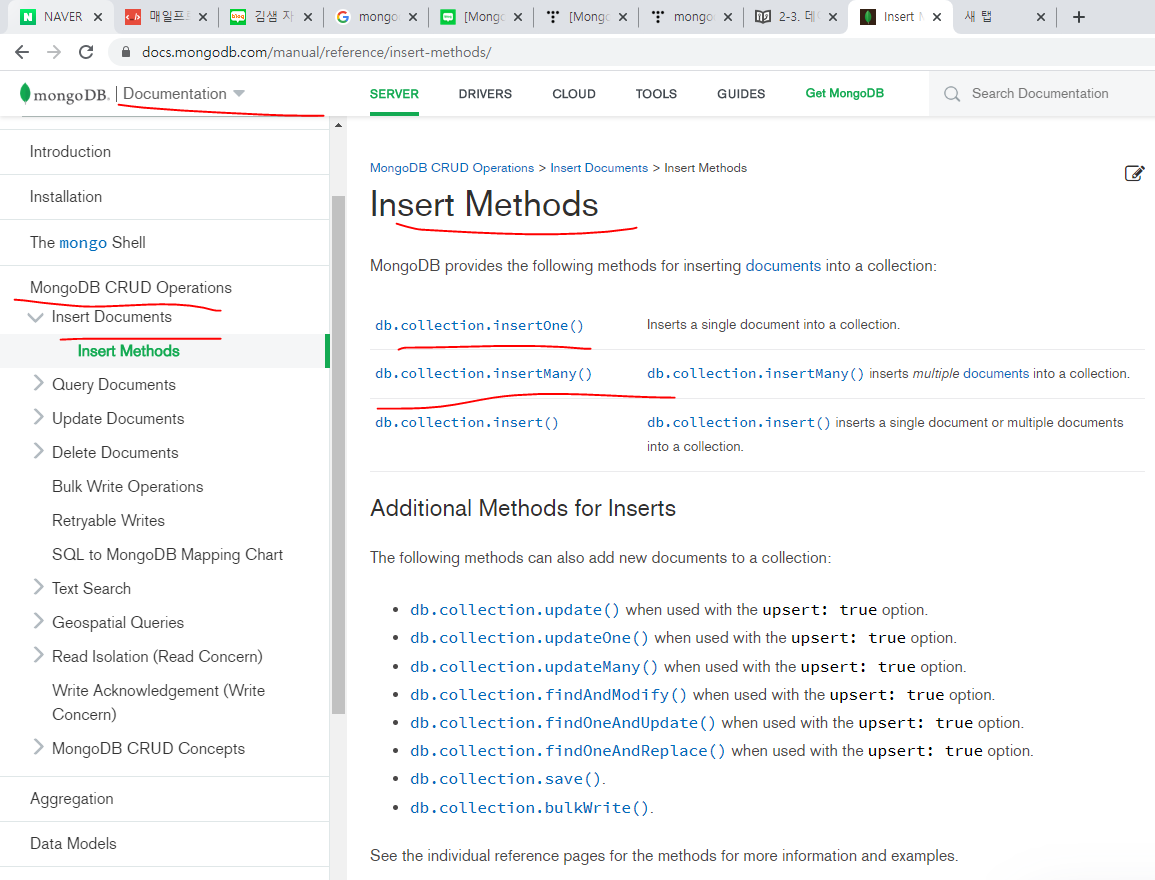 NAVER
매일프로
김샘 자
mongo
[Mong
[Mong
mongo
2-3. 데
Insert M
새 탭
docs.mongodb.com/manual/reference/insert-methods/
mongoDB. | Documentation
SERVER
DRIVERS
CLOUD
TOOLS
GUIDES
Get MongoDB
Search Documentation
Introduction
Installation
The mongo Shell
MongoDB CRUD Operations
Insert Documents
Insert Methods
Query Documents
Update Documents
Delete Documents
Bulk Write Operations
Retryable Writes
SQL to MongoDB Mapping Chart
Text Search
Geospatial Queries
Read Isolation (Read Concern)
Write Acknowledgement (Write
Concern)
MongoDB CRUD Concepts
Aggregation
Data Models
MongoDB CRUD Operations > Insert Documents > Insert Methods
Insert Methods
MongoDB provides the following methods for inserting documents into a collection:
db.collection.insertOne() Inserts a single document into a collection.
db.collection.insertMany() db.collection.insertMany() inserts multiple documents into a collection.
db.collection.insert() db.collection.insert() inserts a single document or multiple documents
into a collection.
Additional Methods for Inserts
The following methods can also add new documents to a collection:
• db.collection.update() when used with the upsert: true option.
• db.collection.updateOne() when used with the upsert: true option.
• db.collection.updateMany() when used with the upsert: true option.
• db.collection.findAndModify() when used with the upsert: true option.
• db.collection.findOneAndUpdate() when used with the upsert: true option.
• db.collection.findOneAndReplace() when used with the upsert: true option.
• db.collection.save().
• db.collection.bulkWrite().
See the individual reference pages for the methods for more information and examples.